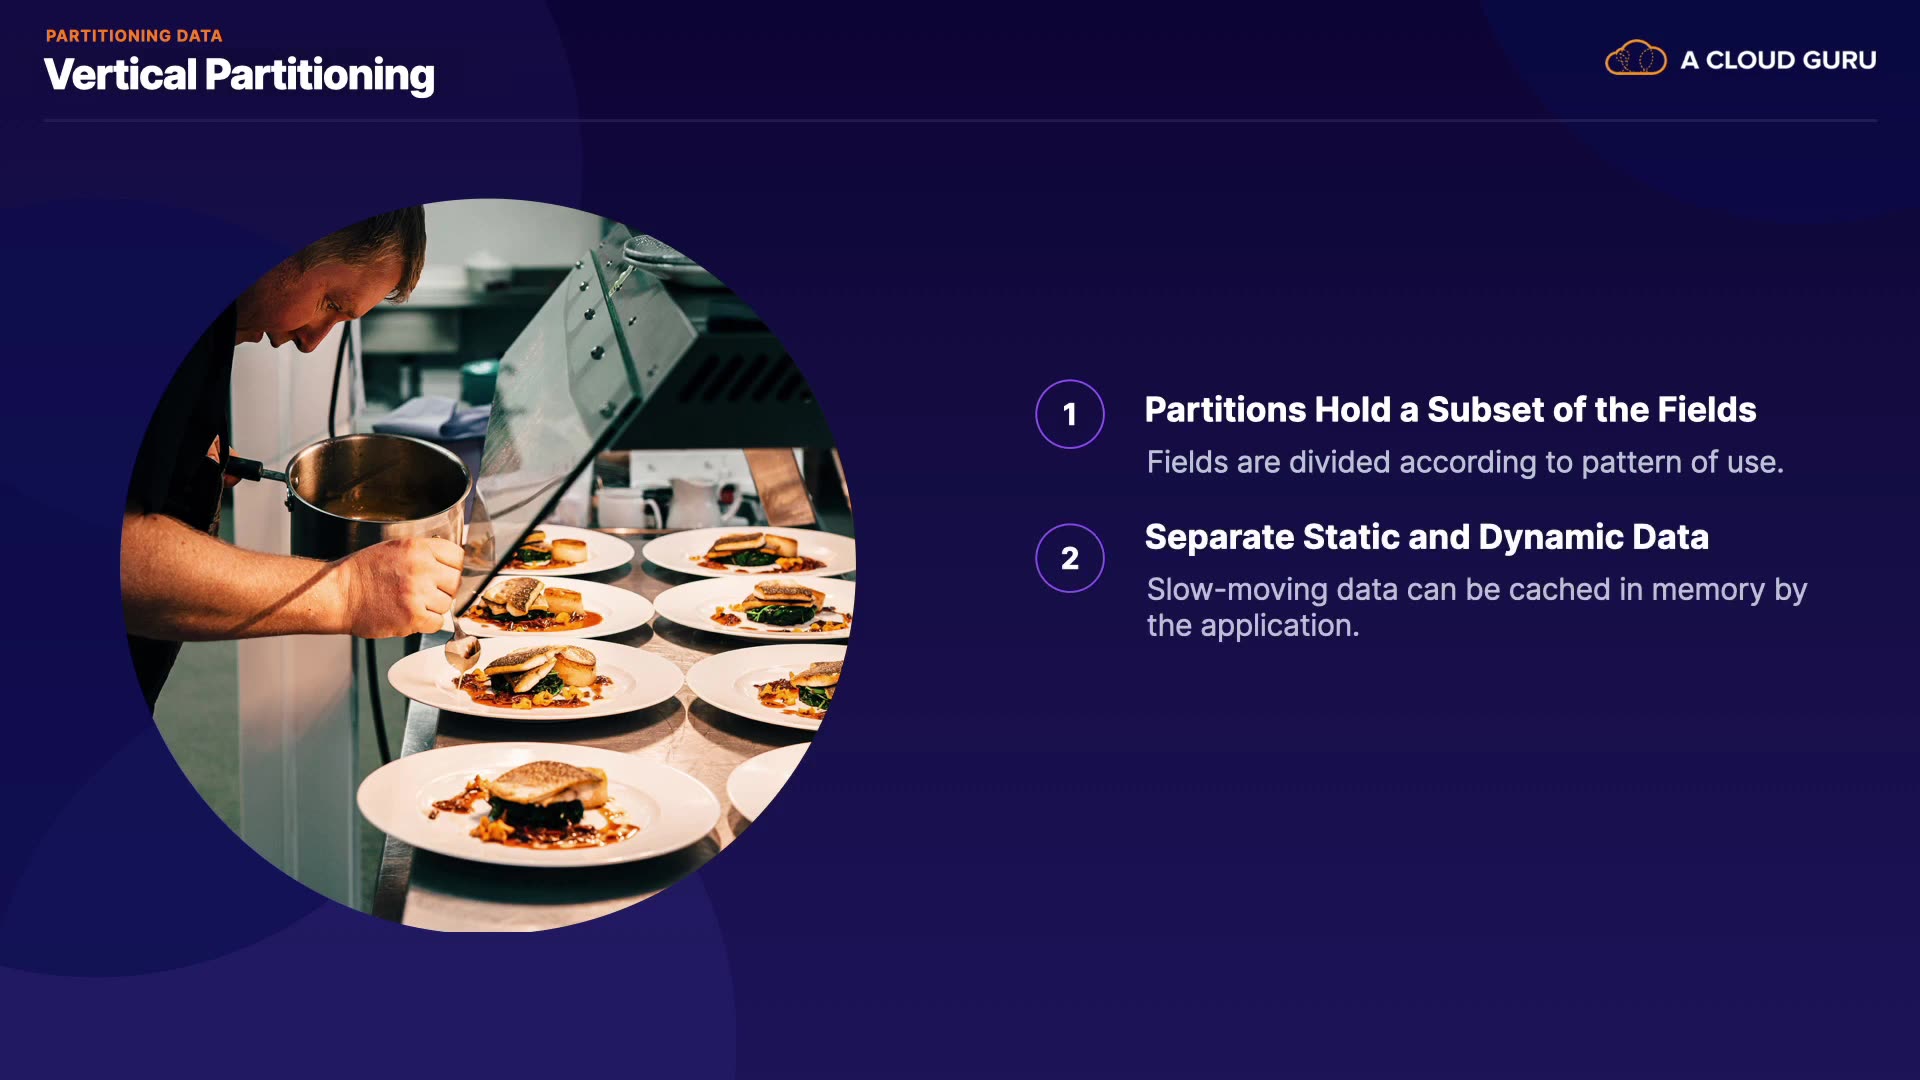 PARTITIONING DATA
Vertical Partitioning
A CLOUD GURU
1
Partitions Hold a Subset of the Fields
Fields are divided according to pattern of use.
2
Separate Static and Dynamic Data
Slow-moving data can be cached in memory by
the application.